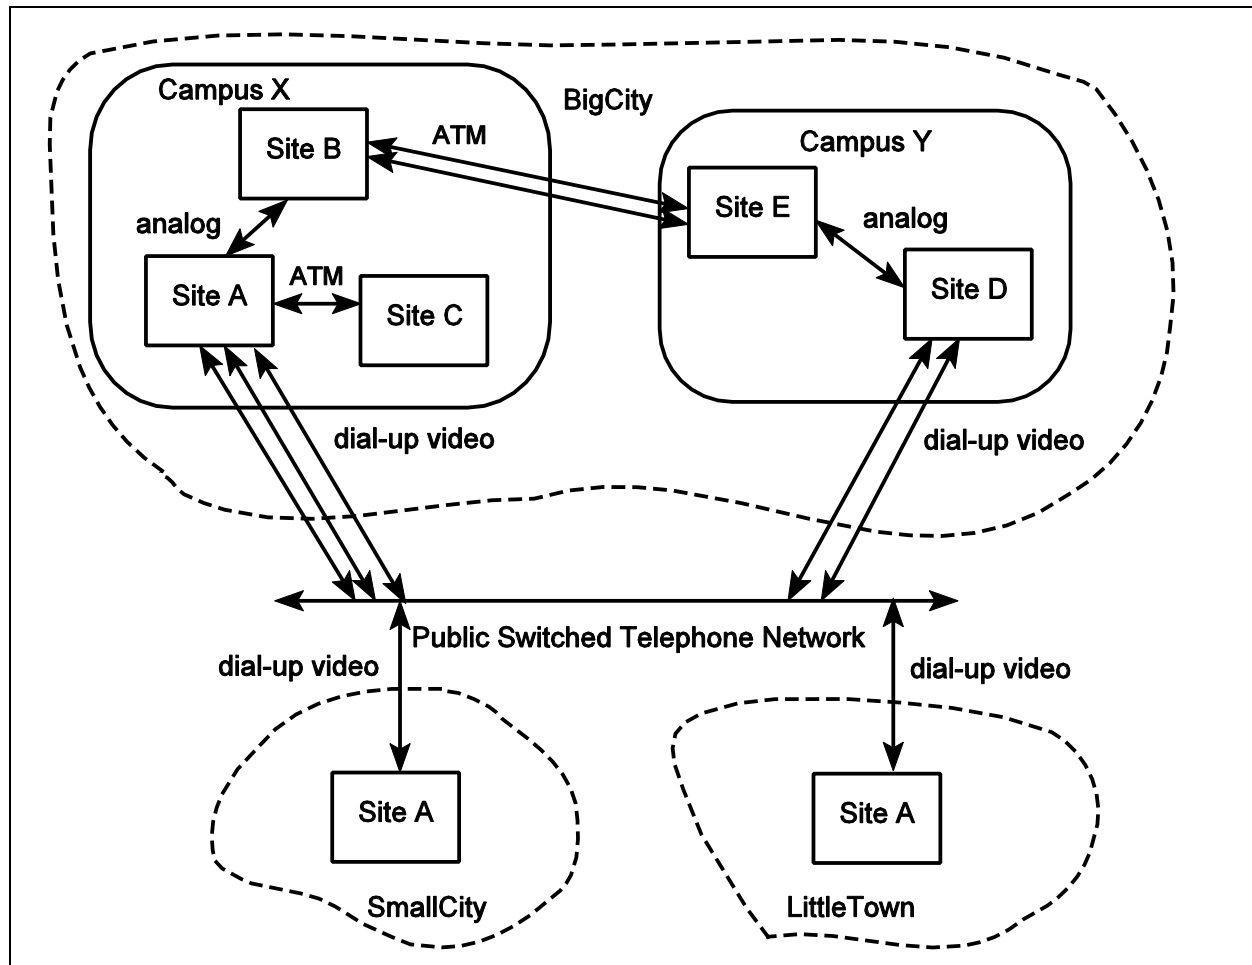 Campus X
BigCity
Site B
ATM
Campus Y
Site E
analog
analog
Site A
ATM
Site C
Site D
dial-up video
dial-up video
Public Switched Telephone Network
dial-up video
dial-up video
Site A
Site A
SmallCity
LittleTown